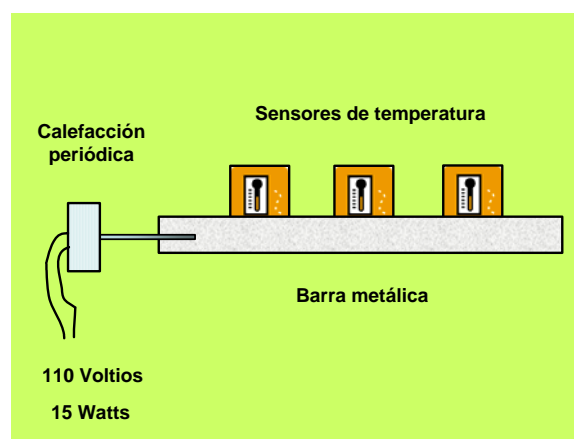 Sensores de temperatura
Calefacción
periódica
Barra metálica
110 Voltios
15 Watts